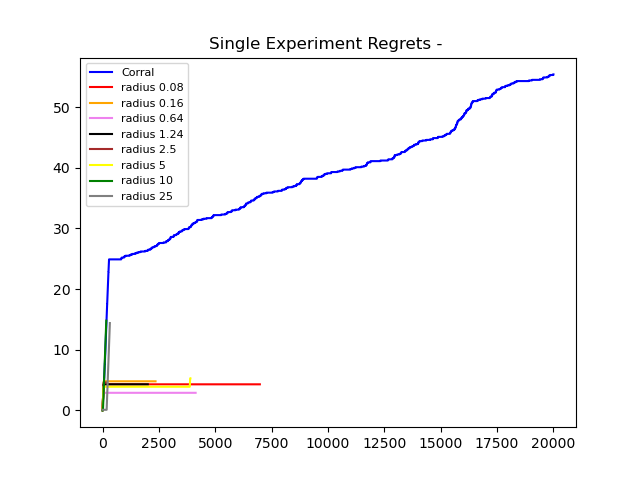 Single Experiment Regrets -
Corral
radius 0.08
radius 0.16
radius 0.64
radius 1.24
radius 2.5
radius 5
radius 10
radius 25
50
40
30
20
10
0
0 2500 5000 7500 10000 12500 15000 17500 20000